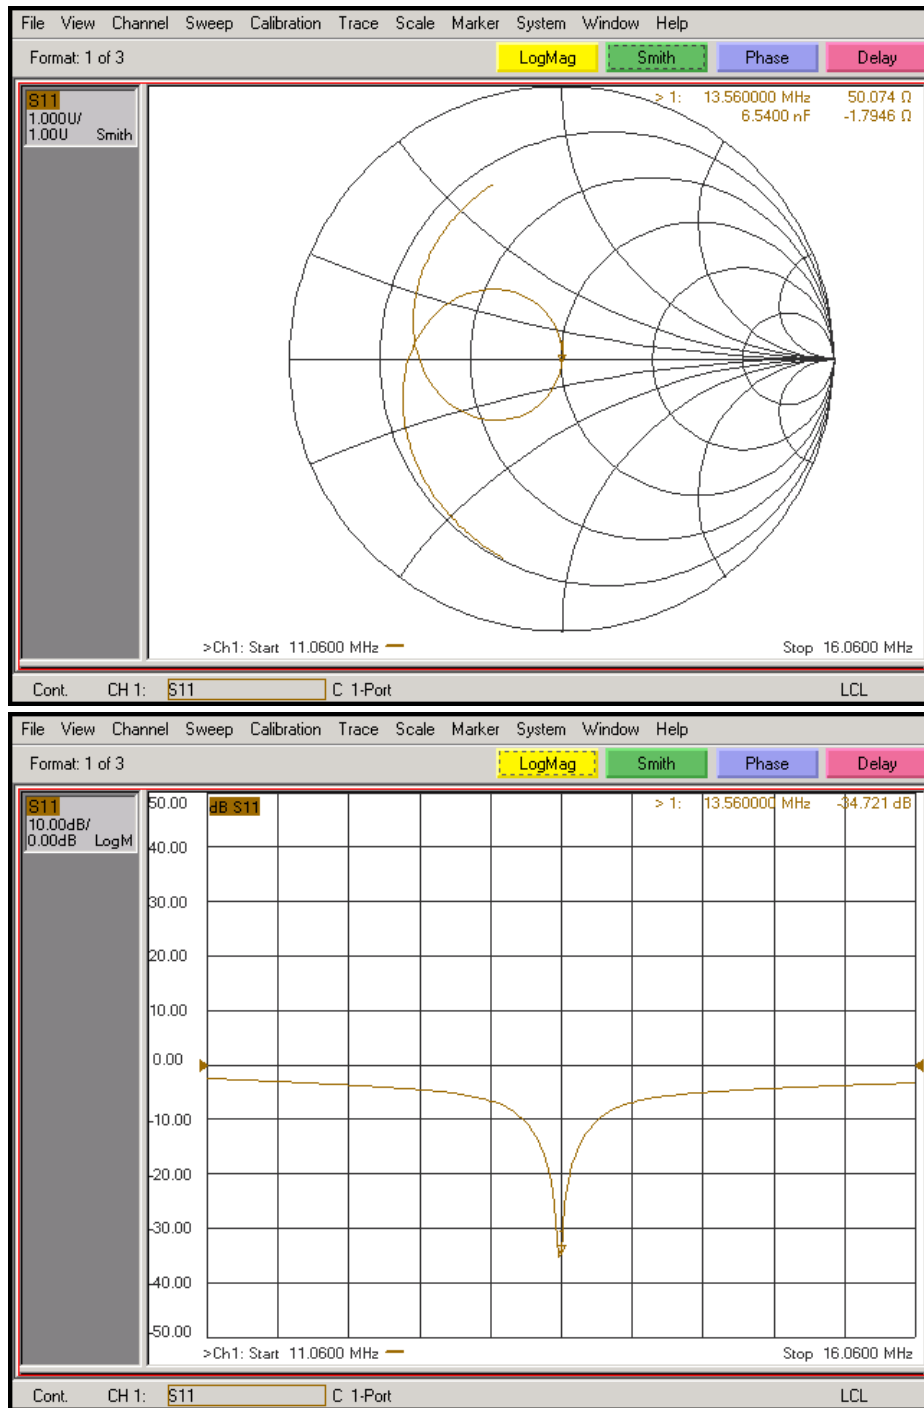 File View Channel Sweep Calibration Trace Scale Marker System Window Help
Format: 1 of 3 LogMag Smith Phase Delay
S11
1.000U/
1.00U Smith
> 1: 13.560000 MHz 50.074 Ω
6.5400 nF -1.7946 Ω
>Ch1: Start 11.0600 MHz Stop 16.0600 MHz
Cont. CH 1: S11 C 1-Port LCL
File View Channel Sweep Calibration Trace Scale Marker System Window Help
Format: 1 of 3 LogMag Smith Phase Delay
S11
10.00dB/
0.00dB LogM
50.00 dB S11 > 1: 13.560000 MHz -34.721 dB
40.00
30.00
20.00
10.00
0.00
-10.00
-20.00
-30.00
-40.00
-50.00
>Ch1: Start 11.0600 MHz Stop 16.0600 MHz
Cont. CH 1: S11 C 1-Port LCL